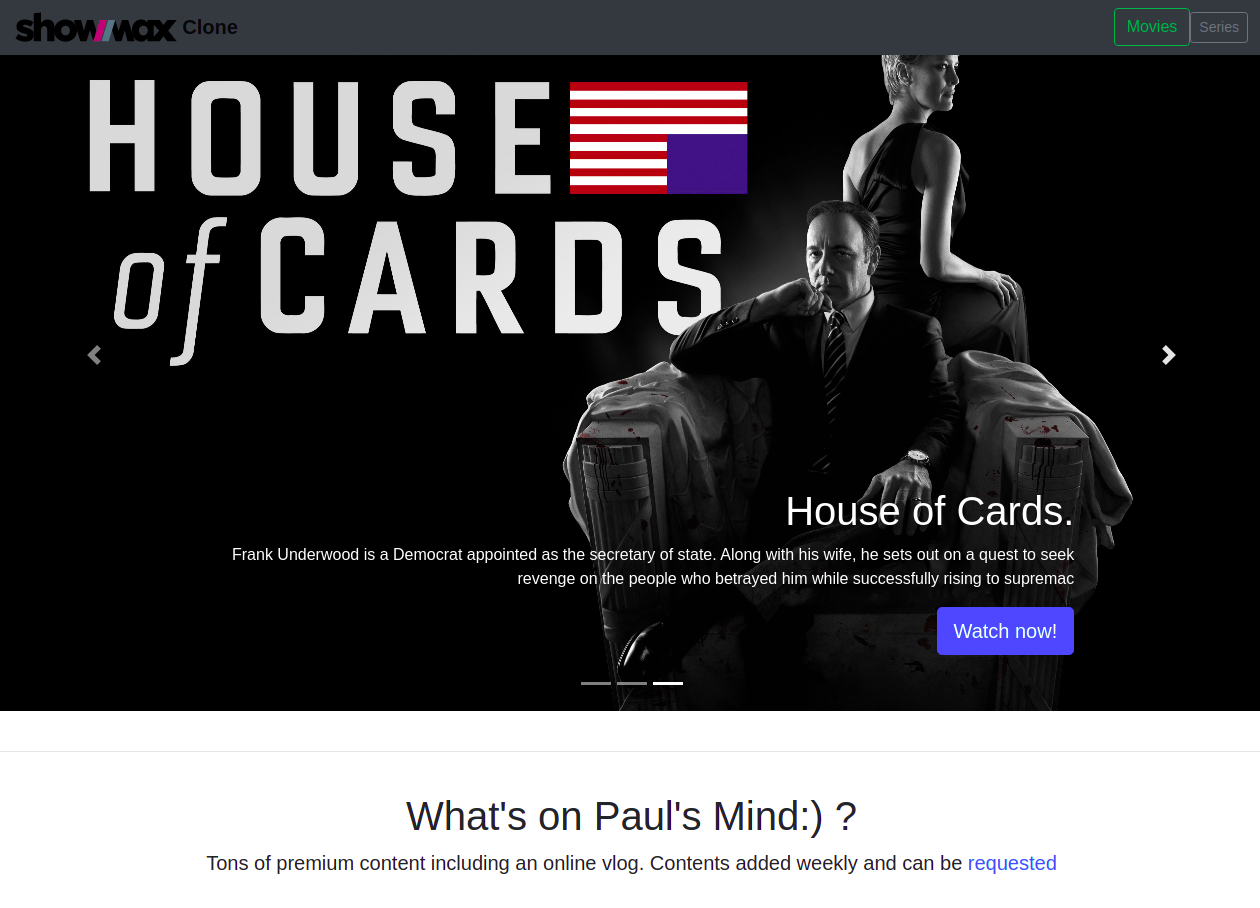 showmax Clone
Movies
Series
HOUSE
of CARDS
House of Cards.
Frank Underwood is a Democrat appointed as the secretary of state. Along with his wife, he sets out on a quest to seek
revenge on the people who betrayed him while successfully rising to supremac
Watch now!
What's on Paul's Mind:) ?
Tons of premium content including an online vlog. Contents added weekly and can be requested